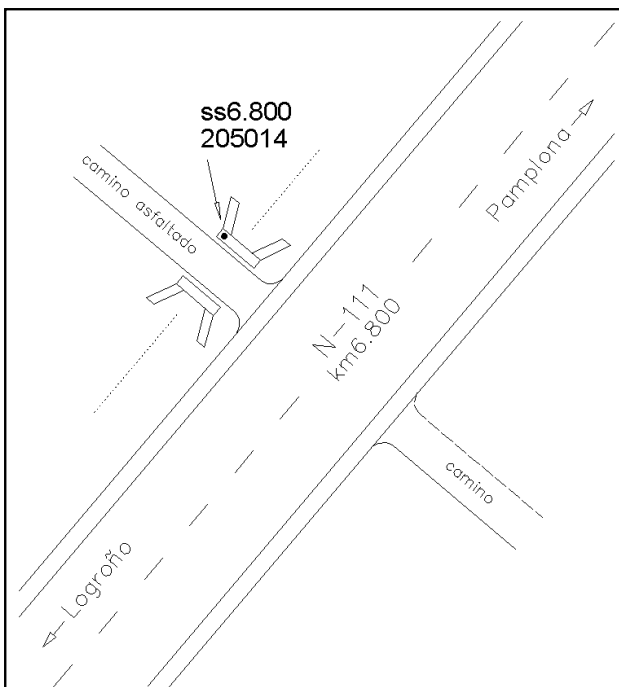 ss6.800
205014
camino asfaltado
Pamplona
N-111
km6.800
camino
Logroño